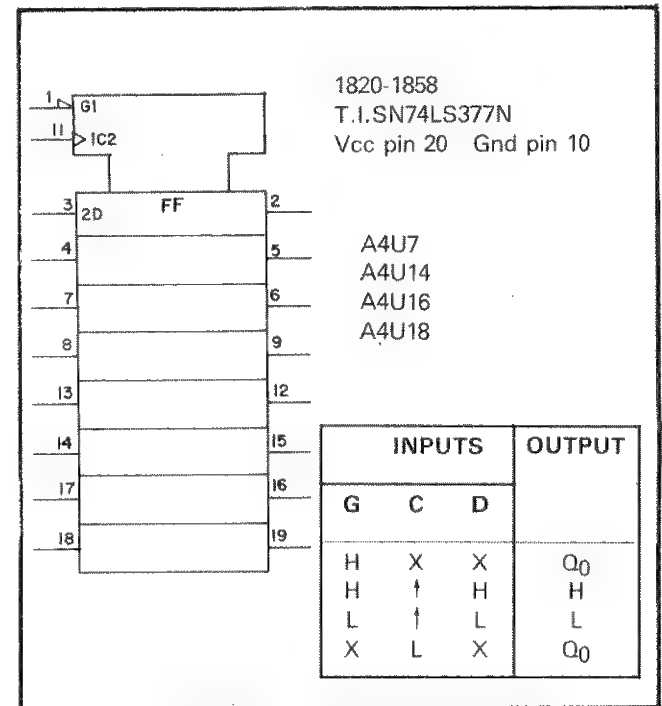 1820-1858
T.I.SN74LS377N
Vcc pin 20 Gnd pin 10
1 G1
11 1C2
3 2D FF 2
4 5
7 6
8 9
13 12
14 15
17 16
18 19
A4U7
A4U14
A4U16
A4U18
INPUTS OUTPUT
G C D
H X X Q0
H ↑ H H
L ↑ L L
X L X Q0